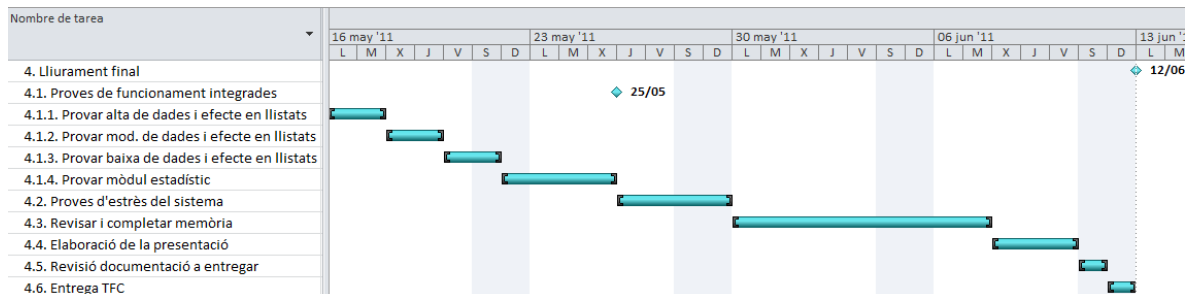 Nombre de tarea
16 may '11 23 may '11 30 may '11 06 jun '11 13 jun '1
L M X J V S D L M X J V S D L M X J V S D L M X J V S D L M
4. Lliurament final 12/06
4.1. Proves de funcionament integrades 25/05
4.1.1. Provar alta de dades i efecte en llistats
4.1.2. Provar mod. de dades i efecte en llistats
4.1.3. Provar baixa de dades i efecte en llistats
4.1.4. Provar mòdul estadístic
4.2. Proves d'estrès del sistema
4.3. Revisar i completar memòria
4.4. Elaboració de la presentació
4.5. Revisió documentació a entregar
4.6. Entrega TFC